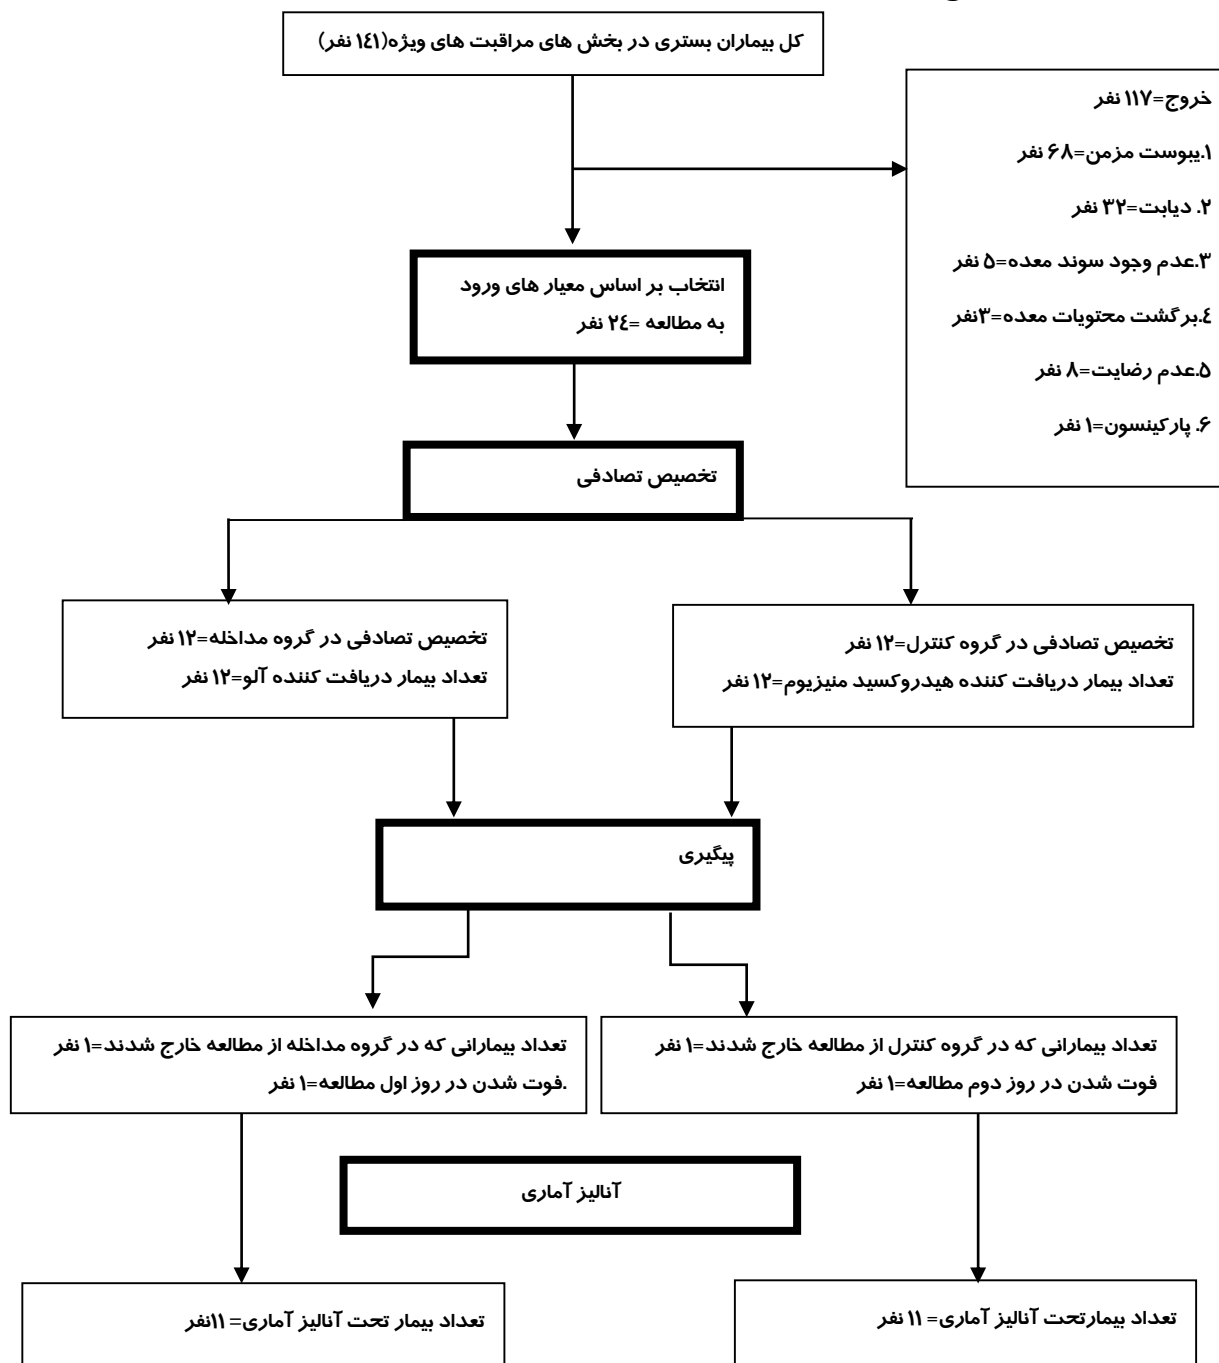 کل بیماران بستری در بخش های مراقبت های ویژه(۱٤۱ نفر)
خروج=۱۱۷ نفر
۱.یبوست مزمن=۶۸ نفر
۲. دیابت=۳۲ نفر
۳.عدم وجود سوند معده=۵ نفر
٤.برگشت محتویات معده=۳نفر
۵.عدم رضایت=۸ نفر
۶. پارکینسون=۱ نفر
انتخاب بر اساس معیار های ورود
به مطالعه =۲٤ نفر
تخصیص تصادفی
تخصیص تصادفی در گروه کنترل=۱۲ نفر
تعداد بیمار دریافت کننده هیدروکسید منیزیوم=۱۲ نفر
تخصیص تصادفی در گروه مداخله=۱۲ نفر
تعداد بیمار دریافت کننده آلو=۱۲ نفر
پیگیری
تعداد بیمارانی که در گروه کنترل از مطالعه خارج شدند=۱ نفر
فوت شدن در روز دوم مطالعه=۱ نفر
تعداد بیمارانی که در گروه مداخله از مطالعه خارج شدند=۱ نفر
.فوت شدن در روز اول مطالعه=۱ نفر
آنالیز آماری
تعداد بیمارتحت آنالیز آماری= ۱۱ نفر
تعداد بیمار تحت آنالیز آماری= ۱۱نفر